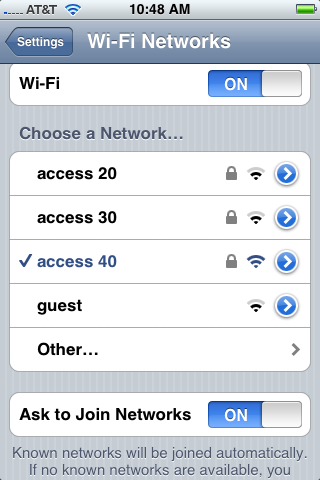 AT&T 10:48 AM
Settings Wi-Fi Networks
Wi-Fi ON
Choose a Network...
access 20
access 30
access 40
guest
Other...
Ask to Join Networks ON
Known networks will be joined automatically.
If no known networks are available, you